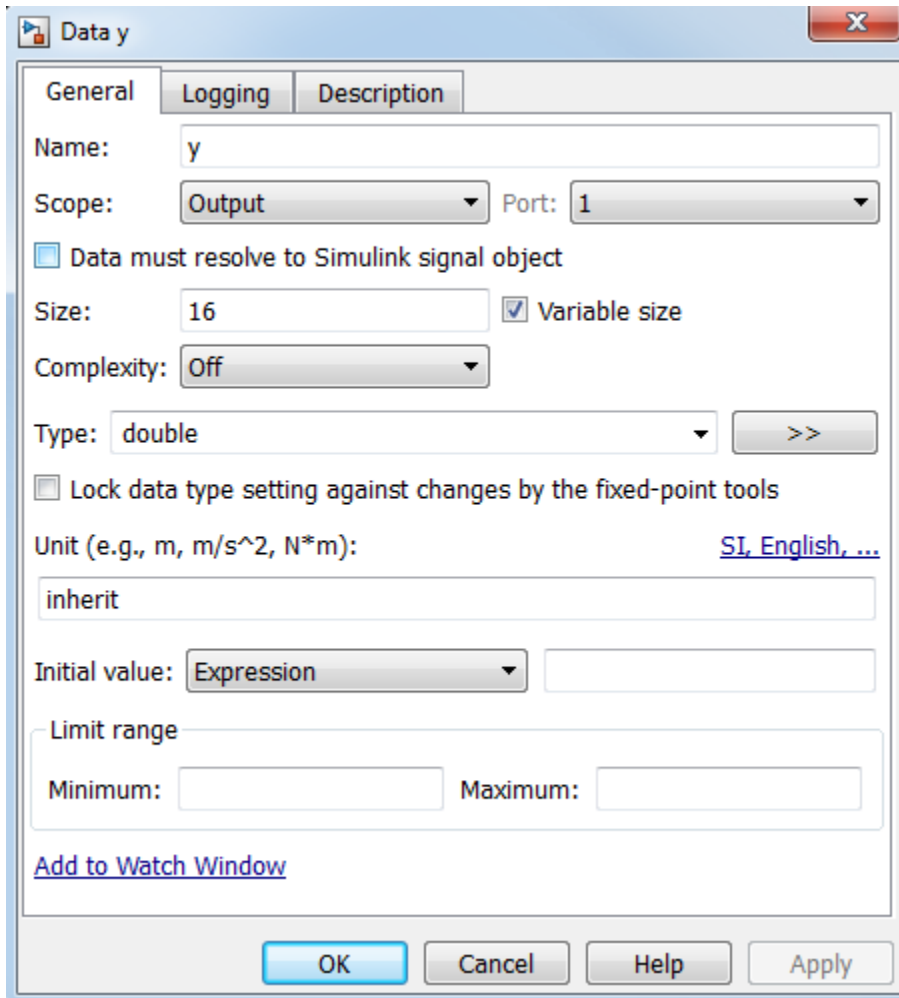 Data y
General Logging Description
Name: y
Scope: Output Port: 1
Data must resolve to Simulink signal object
Size: 16 Variable size
Complexity: Off
Type: double >>
Lock data type setting against changes by the fixed-point tools
Unit (e.g., m, m/s^2, N*m): SI, English, ...
inherit
Initial value: Expression
Limit range
Minimum: Maximum:
Add to Watch Window
OK Cancel Help Apply